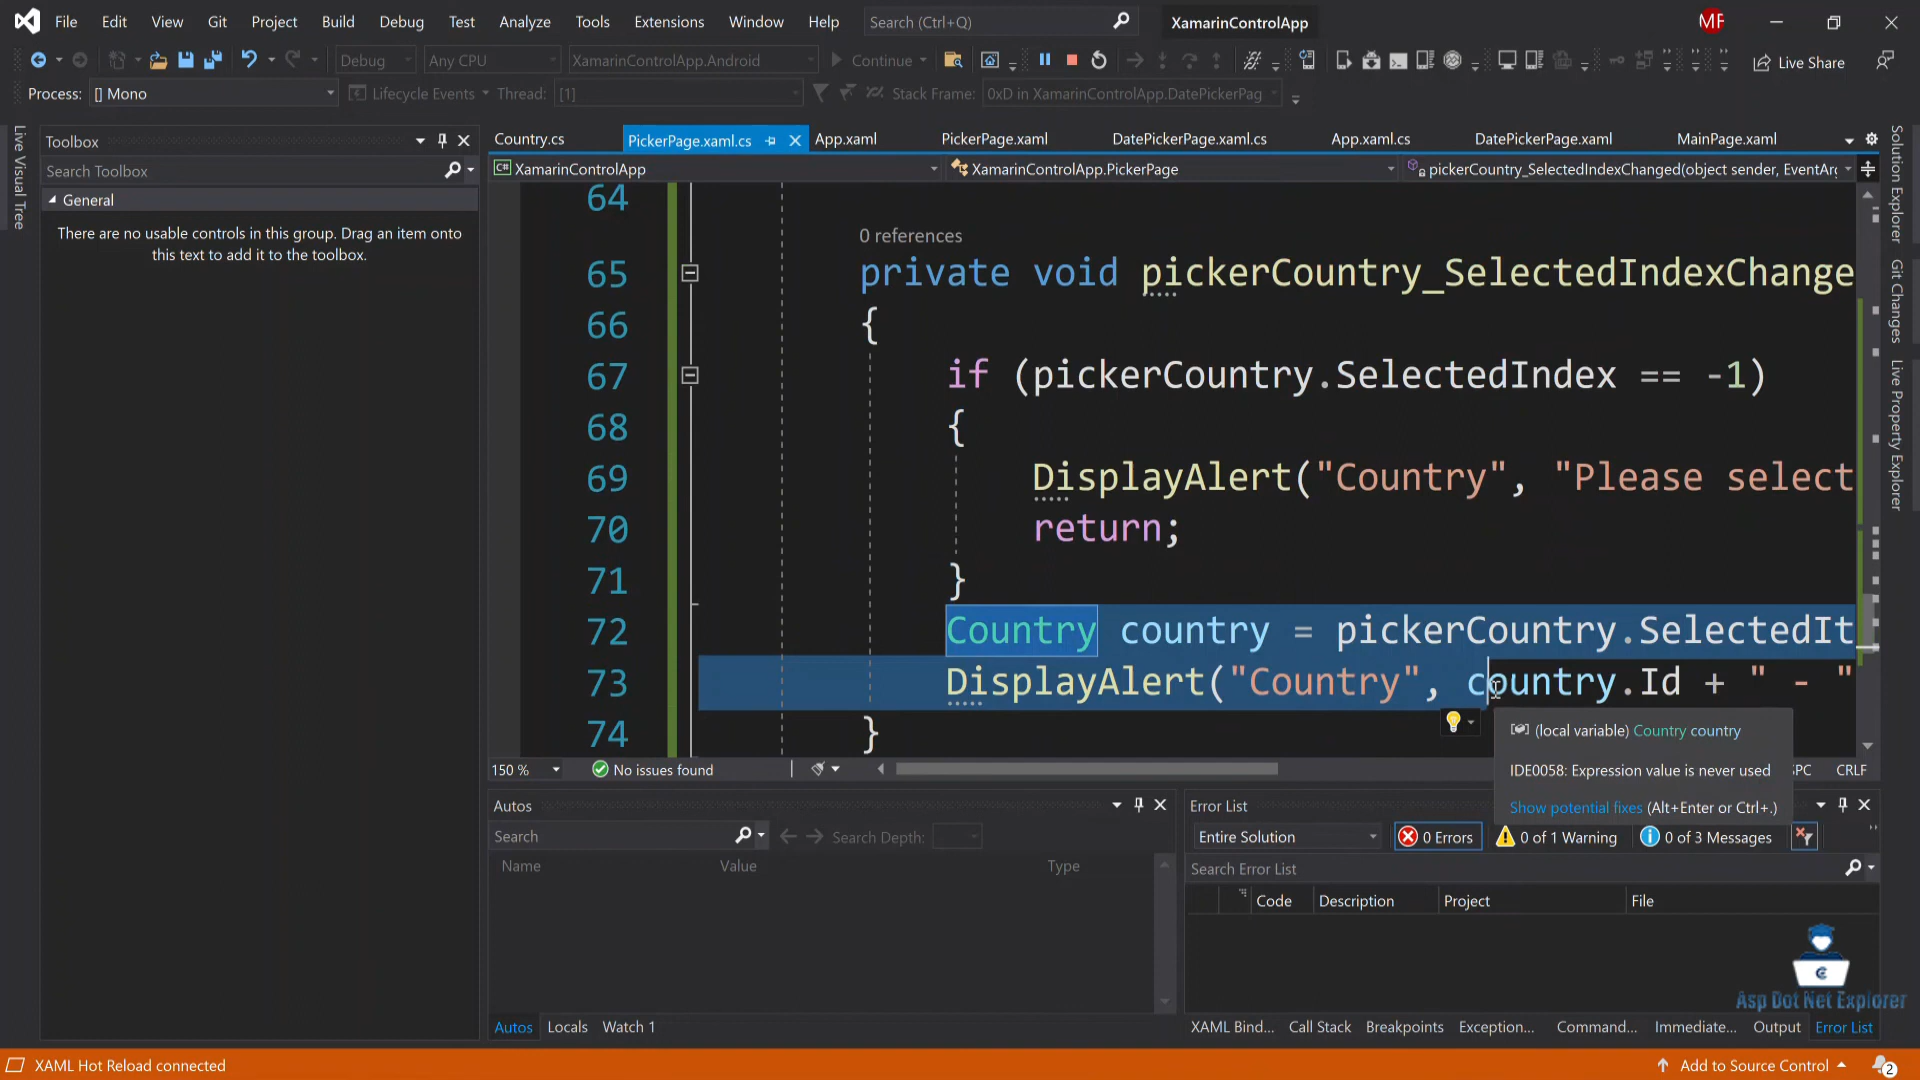 File Edit View Git Project Build Debug Test Analyze Tools Extensions Window Help Search (Ctrl+Q) XamarinControlApp MF
Debug Any CPU XamarinControlApp.Android Continue Live Share
Process: [] Mono Lifecycle Events Thread: [1] Stack Frame: 0xD in XamarinControlApp.DatePickerPag
Live Visual Tree
Toolbox
Search Toolbox
General
There are no usable controls in this group. Drag an item onto
this text to add it to the toolbox.
Country.cs PickerPage.xaml.cs App.xaml PickerPage.xaml DatePickerPage.xaml.cs App.xaml.cs DatePickerPage.xaml MainPage.xaml
C# XamarinControlApp XamarinControlApp.PickerPage pickerCountry_SelectedIndexChanged(object sender, EventArg
64
0 references
65 private void pickerCountry_SelectedIndexChange
66 {
67 if (pickerCountry.SelectedIndex == -1)
68 {
69 DisplayAlert("Country", "Please select
70 return;
71 }
72 Country country = pickerCountry.SelectedIt
73 DisplayAlert("Country", country.Id + " - "
74 }
(local variable) Country country
IDE0058: Expression value is never used
Show potential fixes (Alt+Enter or Ctrl+.)
150 % No issues found SPC CRLF
Autos
Search Search Depth:
Name Value Type
Autos Locals Watch 1
Error List
Entire Solution 0 Errors 0 of 1 Warning 0 of 3 Messages
Search Error List
Code Description Project File
Asp Dot Net Explorer
XAML Bind... Call Stack Breakpoints Exception... Command... Immediate... Output Error List
Solution Explorer
Git Changes
Live Property Explorer
XAML Hot Reload connected Add to Source Control 2